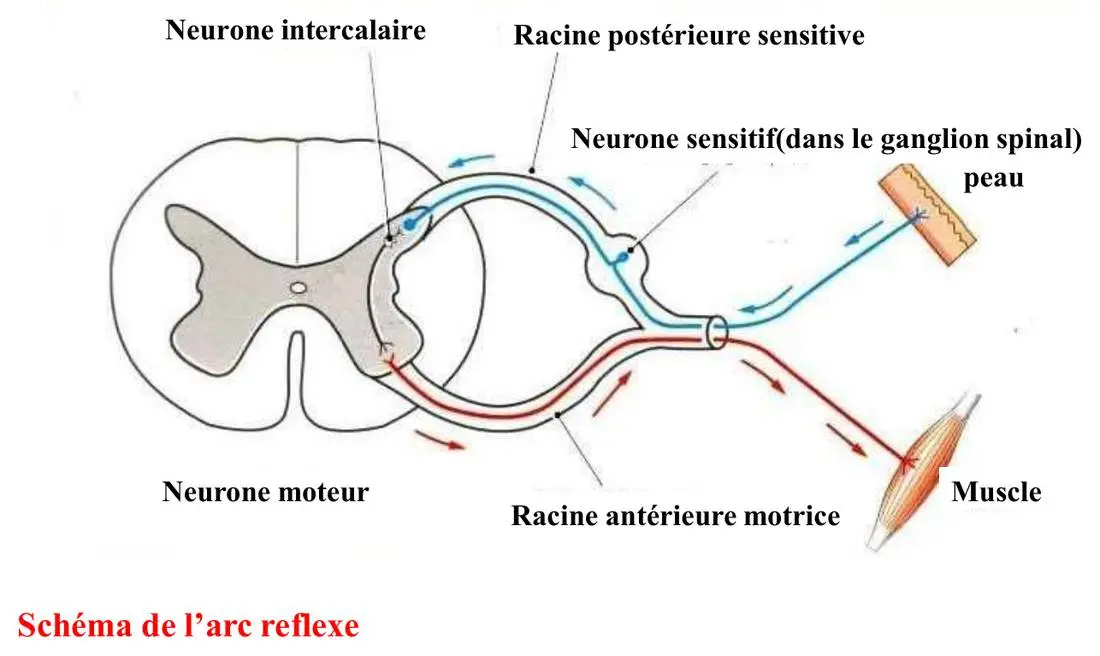 Neurone intercalaire
Racine postérieure sensitive
Neurone sensitif(dans le ganglion spinal)
peau
Neurone moteur
Muscle
Racine antérieure motrice
Schéma de l’arc reflexe